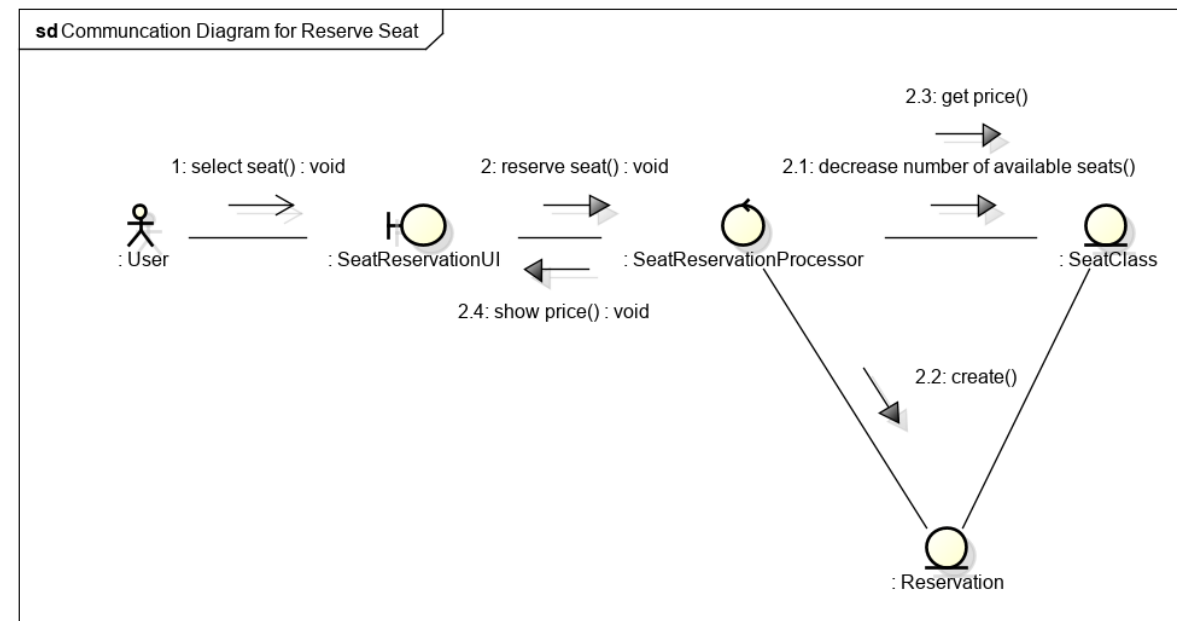 sd Communcation Diagram for Reserve Seat
2.3: get price()
1: select seat() : void
2: reserve seat() : void
2.1: decrease number of available seats()
: User
: SeatReservationUI
: SeatReservationProcessor
: SeatClass
2.4: show price() : void
2.2: create()
: Reservation